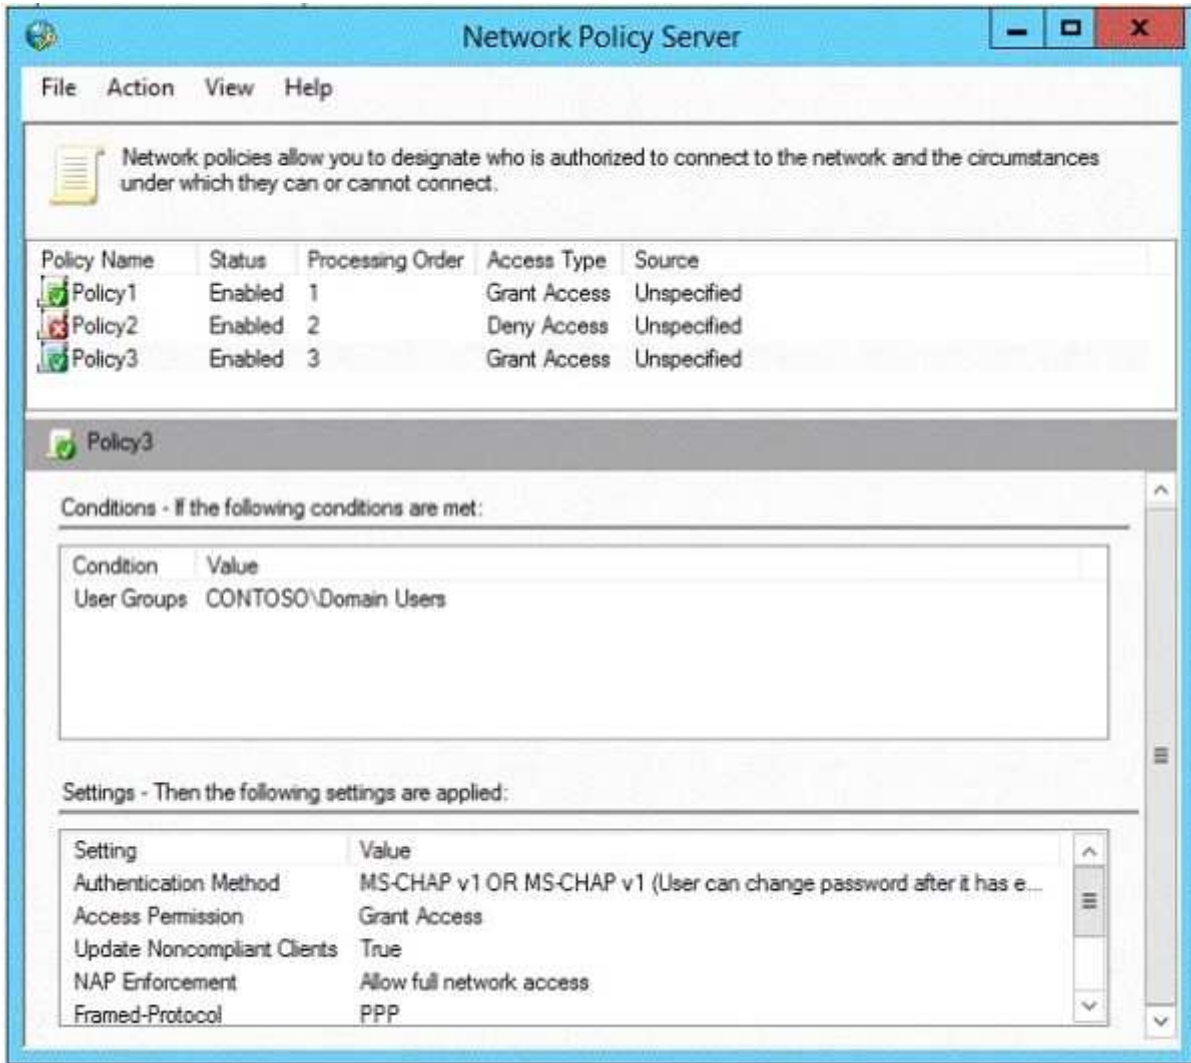 Network Policy Server
File Action View Help
Network policies allow you to designate who is authorized to connect to the network and the circumstances
under which they can or cannot connect.
Policy Name Status Processing Order Access Type Source
Policy1 Enabled 1 Grant Access Unspecified
Policy2 Enabled 2 Deny Access Unspecified
Policy3 Enabled 3 Grant Access Unspecified
Policy3
Conditions - If the following conditions are met:
Condition Value
User Groups CONTOSO\Domain Users
Settings - Then the following settings are applied:
Setting Value
Authentication Method MS-CHAP v1 OR MS-CHAP v1 (User can change password after it has e...
Access Permission Grant Access
Update Noncompliant Clients True
NAP Enforcement Allow full network access
Framed-Protocol PPP